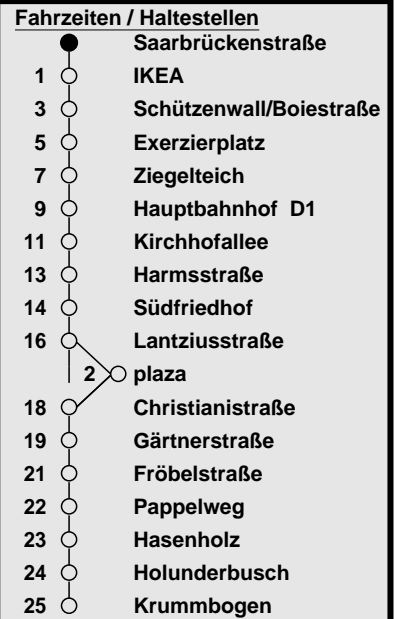 Fahrzeiten / Haltestellen
Saarbrückenstraße
1 IKEA
3 Schützenwall/Boiestraße
5 Exerzierplatz
7 Ziegelteich
9 Hauptbahnhof D1
11 Kirchhofallee
13 Harmsstraße
14 Südfriedhof
16 Lantziusstraße
2 plaza
18 Christianistraße
19 Gärtnerstraße
21 Fröbelstraße
22 Pappelweg
23 Hasenholz
24 Holunderbusch
25 Krummbogen